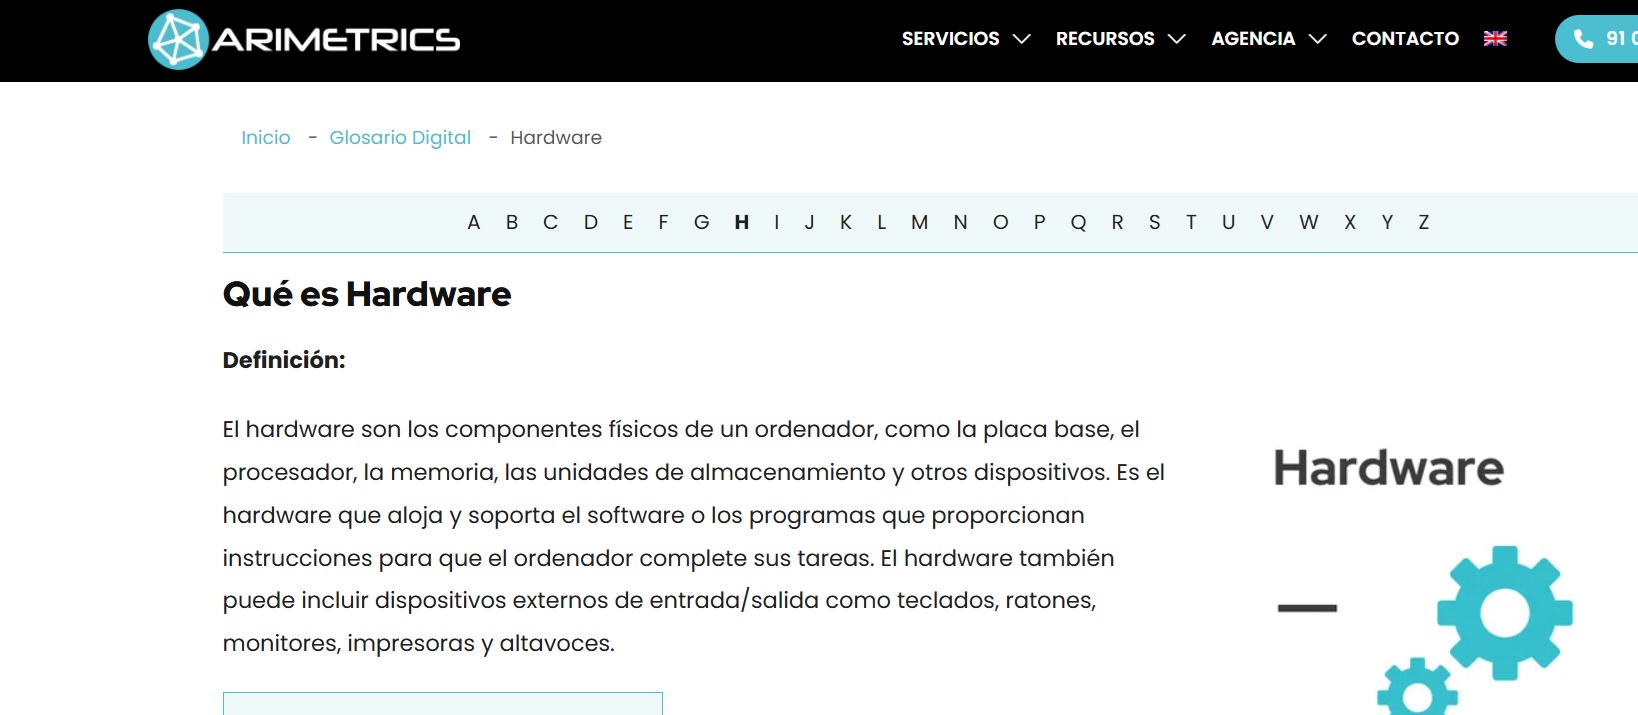 ARIMETRICS
SERVICIOS RECURSOS AGENCIA CONTACTO 91
Inicio - Glosario Digital - Hardware
A B C D E F G H I J K L M N O P Q R S T U V W X Y Z
Qué es Hardware
Definición:
El hardware son los componentes físicos de un ordenador, como la placa base, el
procesador, la memoria, las unidades de almacenamiento y otros dispositivos. Es el
hardware que aloja y soporta el software o los programas que proporcionan
instrucciones para que el ordenador complete sus tareas. El hardware también
puede incluir dispositivos externos de entrada/salida como teclados, ratones,
monitores, impresoras y altavoces.
Hardware